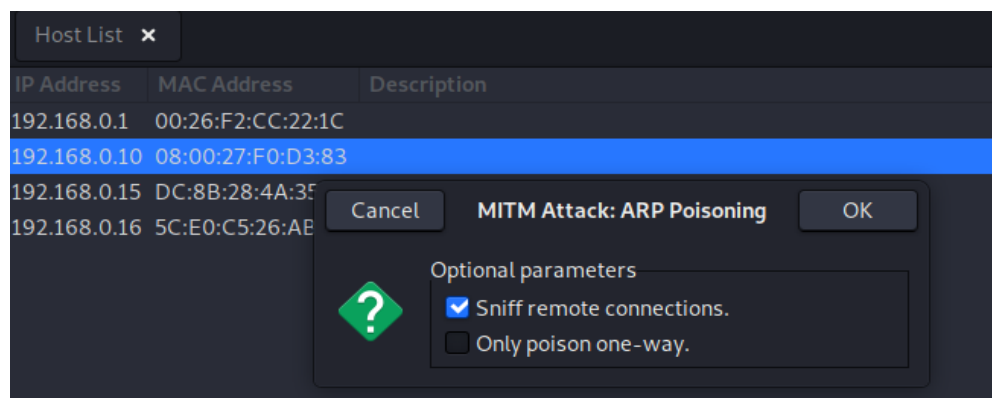 Host List ×
IP Address MAC Address Description
192.168.0.1 00:26:F2:CC:22:1C
192.168.0.10 08:00:27:F0:D3:83
192.168.0.15 DC:8B:28:4A:35
192.168.0.16 5C:E0:C5:26:AB
Cancel MITM Attack: ARP Poisoning OK
Optional parameters
Sniff remote connections.
Only poison one-way.